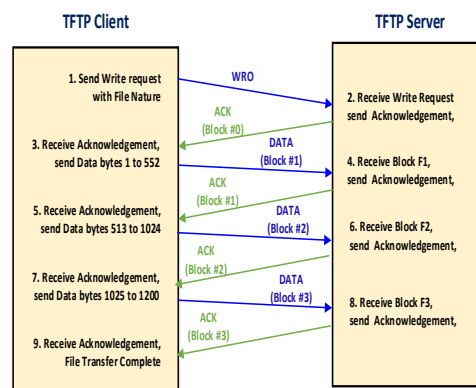 TFTP Client
TFTP Server
1. Send Write request
with File Nature
WRO
2. Receive Write Request
send Acknowledgement,
ACK
(Block #0)
3. Receive Acknowledgement,
send Data bytes 1 to 552
DATA
(Block #1)
4. Receive Block F1,
send Acknowledgement,
ACK
(Block #1)
5. Receive Acknowledgement,
send Data bytes 513 to 1024
DATA
(Block #2)
6. Receive Block F2,
send Acknowledgement,
ACK
(Block #2)
7. Receive Acknowledgement,
send Data bytes 1025 to 1200
DATA
(Block #3)
8. Receive Block F3,
send Acknowledgement,
ACK
(Block #3)
9. Receive Acknowledgement,
File Transfer Complete